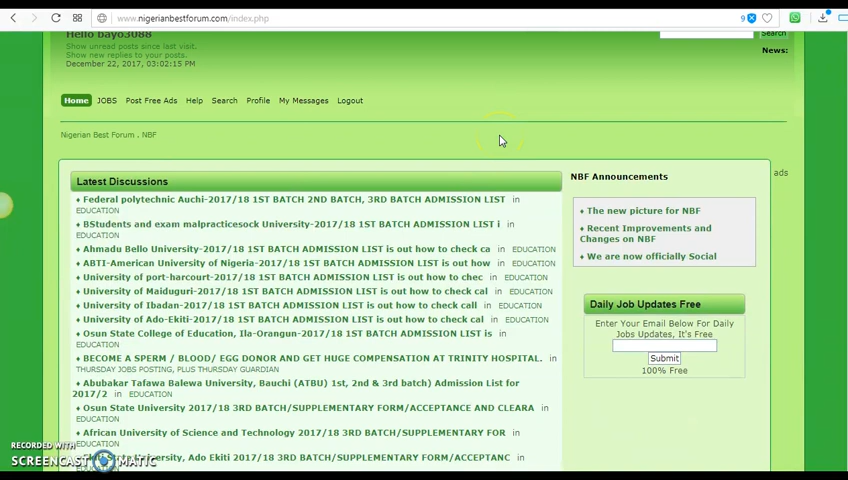 www.nigerianbestforum.com/index.php
9
Hello bayo3088
Search
Show unread posts since last visit.
News:
Show new replies to your posts.
December 22, 2017, 03:02:15 PM
Home JOBS Post Free Ads Help Search Profile My Messages Logout
Nigerian Best Forum . NBF
ads
Latest Discussions
Federal polytechnic Auchi-2017/18 1ST BATCH 2ND BATCH, 3RD BATCH ADMISSION LIST in
EDUCATION
BStudents and exam malpracticesock University-2017/18 1ST BATCH ADMISSION LIST i in
EDUCATION
Ahmadu Bello University-2017/18 1ST BATCH ADMISSION LIST is out how to check ca in EDUCATION
ABTI-American University of Nigeria-2017/18 1ST BATCH ADMISSION LIST is out how in EDUCATION
University of port-harcourt-2017/18 1ST BATCH ADMISSION LIST is out how to chec in EDUCATION
University of Maiduguri-2017/18 1ST BATCH ADMISSION LIST is out how to check cal in EDUCATION
University of Ibadan-2017/18 1ST BATCH ADMISSION LIST is out how to check call in EDUCATION
University of Ado-Ekiti-2017/18 1ST BATCH ADMISSION LIST is out how to check cal in EDUCATION
Osun State College of Education, Ila-Orangun-2017/18 1ST BATCH ADMISSION LIST is in
EDUCATION
BECOME A SPERM / BLOOD/ EGG DONOR AND GET HUGE COMPENSATION AT TRINITY HOSPITAL. in
THURSDAY JOBS POSTING, PLUS THURSDAY GUARDIAN
Abubakar Tafawa Balewa University, Bauchi (ATBU) 1st, 2nd & 3rd batch) Admission List for
2017/2 in EDUCATION
Osun State University 2017/18 3RD BATCH/SUPPLEMENTARY FORM/ACCEPTANCE AND CLEARA in
EDUCATION
African University of Science and Technology 2017/18 3RD BATCH/SUPPLEMENTARY FOR in
EDUCATION
University, Ado Ekiti 2017/18 3RD BATCH/SUPPLEMENTARY FORM/ACCEPTANC in
EDUCATION
NBF Announcements
The new picture for NBF
Recent Improvements and
Changes on NBF
We are now officially Social
Daily Job Updates Free
Enter Your Email Below For Daily
Jobs Updates, It's Free
Submit
100% Free
RECORDED WITH
SCREENCAST MATIC